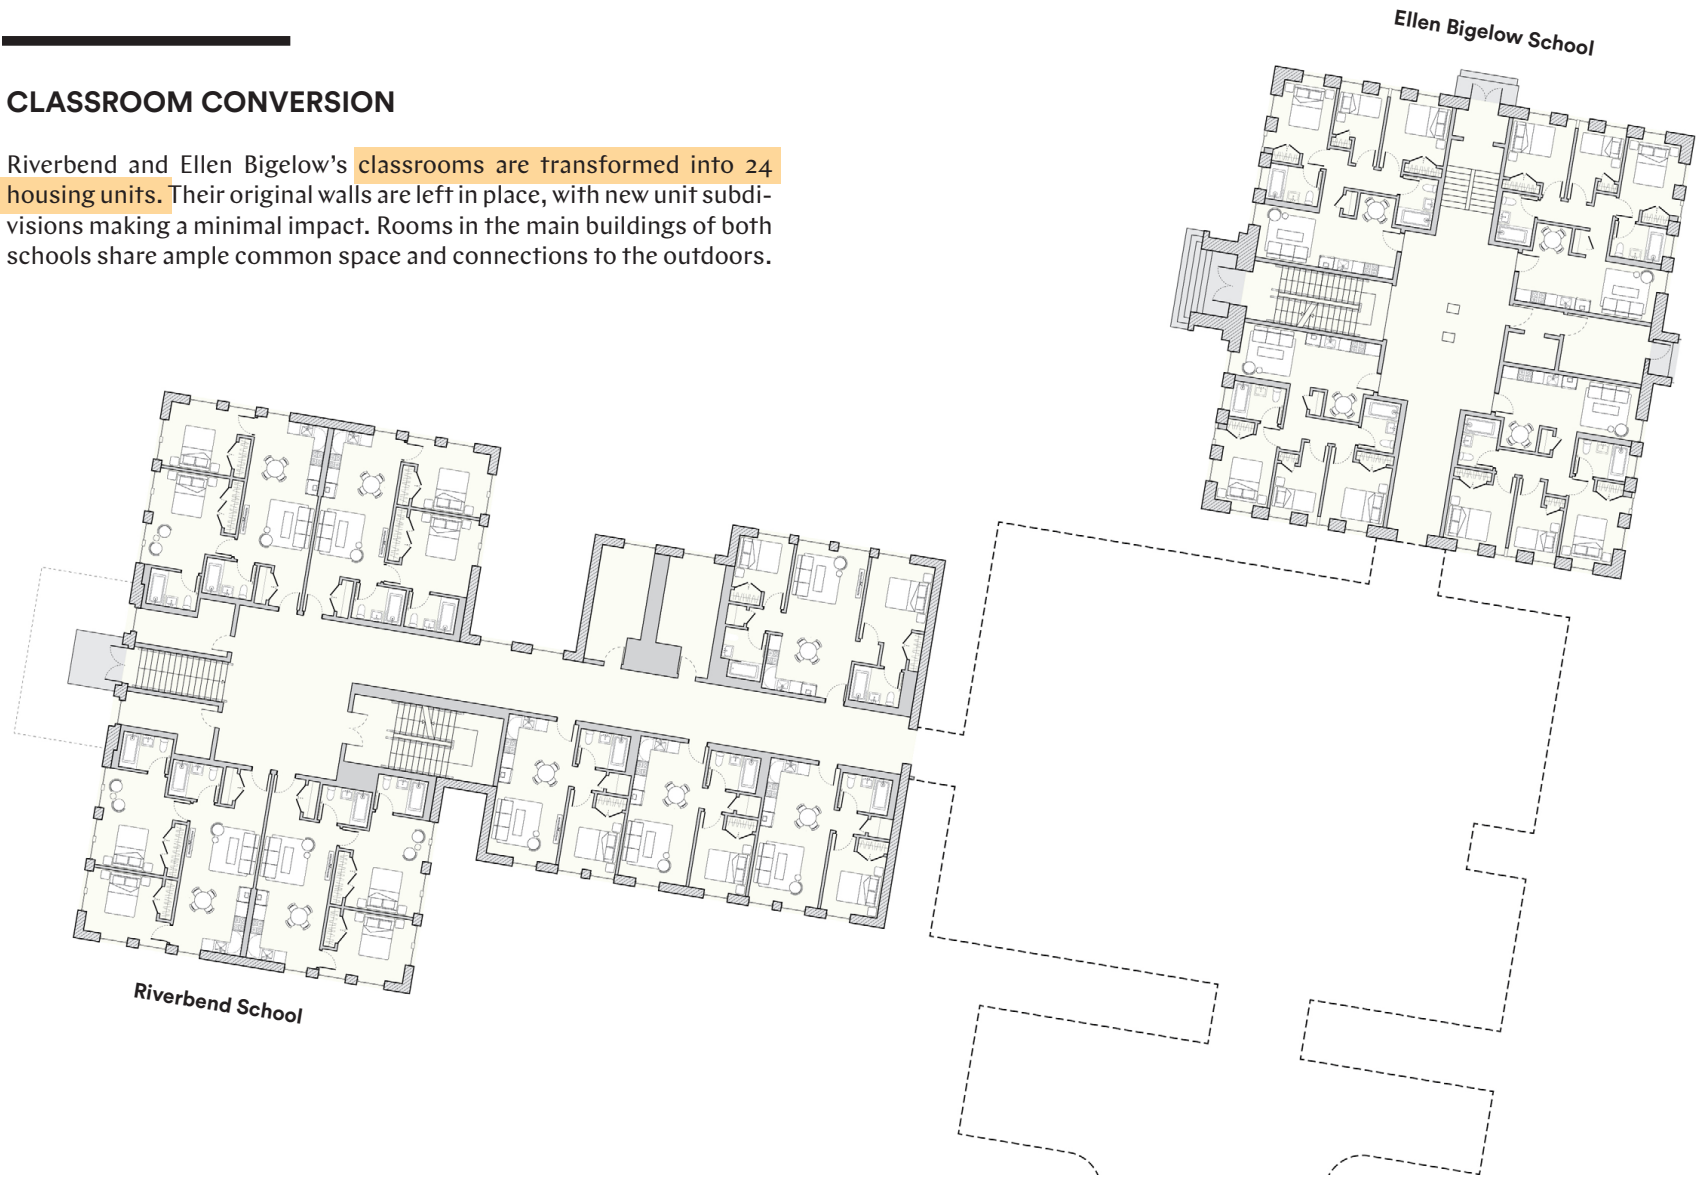 Ellen Bigelow School
CLASSROOM CONVERSION
Riverbend and Ellen Bigelow’s classrooms are transformed into 24
housing units. Their original walls are left in place, with new unit subdi-
visions making a minimal impact. Rooms in the main buildings of both
schools share ample common space and connections to the outdoors.
Riverbend School